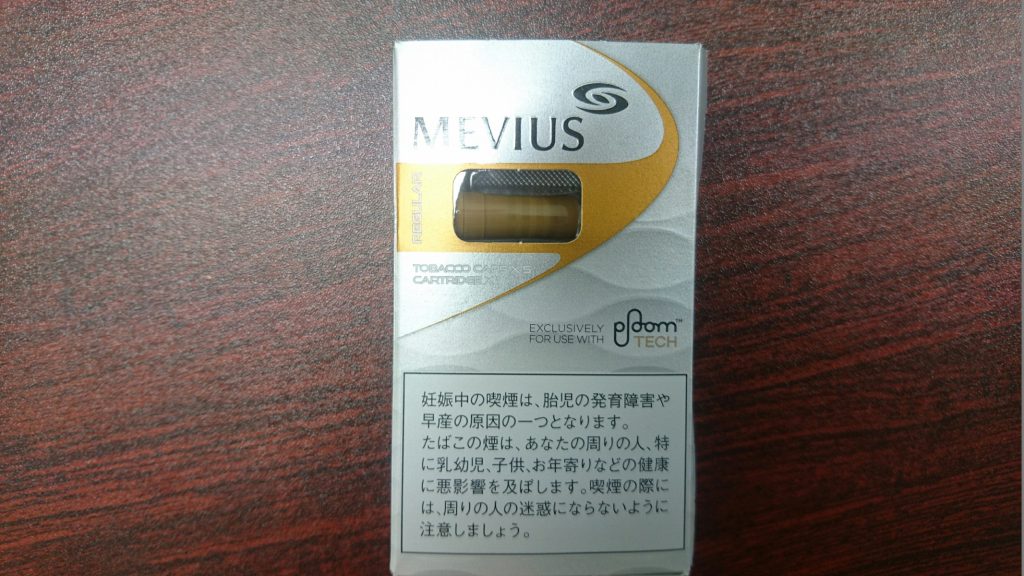 MEVIUS
REGULAR
TOBACCO CAPSULE
CARTRIDGE
EXCLUSIVELY
FOR USE WITH
Ploom™
TECH
妊娠中の喫煙は、胎児の発育障害や
早産の原因の一つとなります。
たばこの煙は、あなたの周りの人、特
に乳幼児、子供、お年寄りなどの健康
に悪影響を及ぼします。喫煙の際に
は、周りの人の迷惑にならないように
注意しましょう。